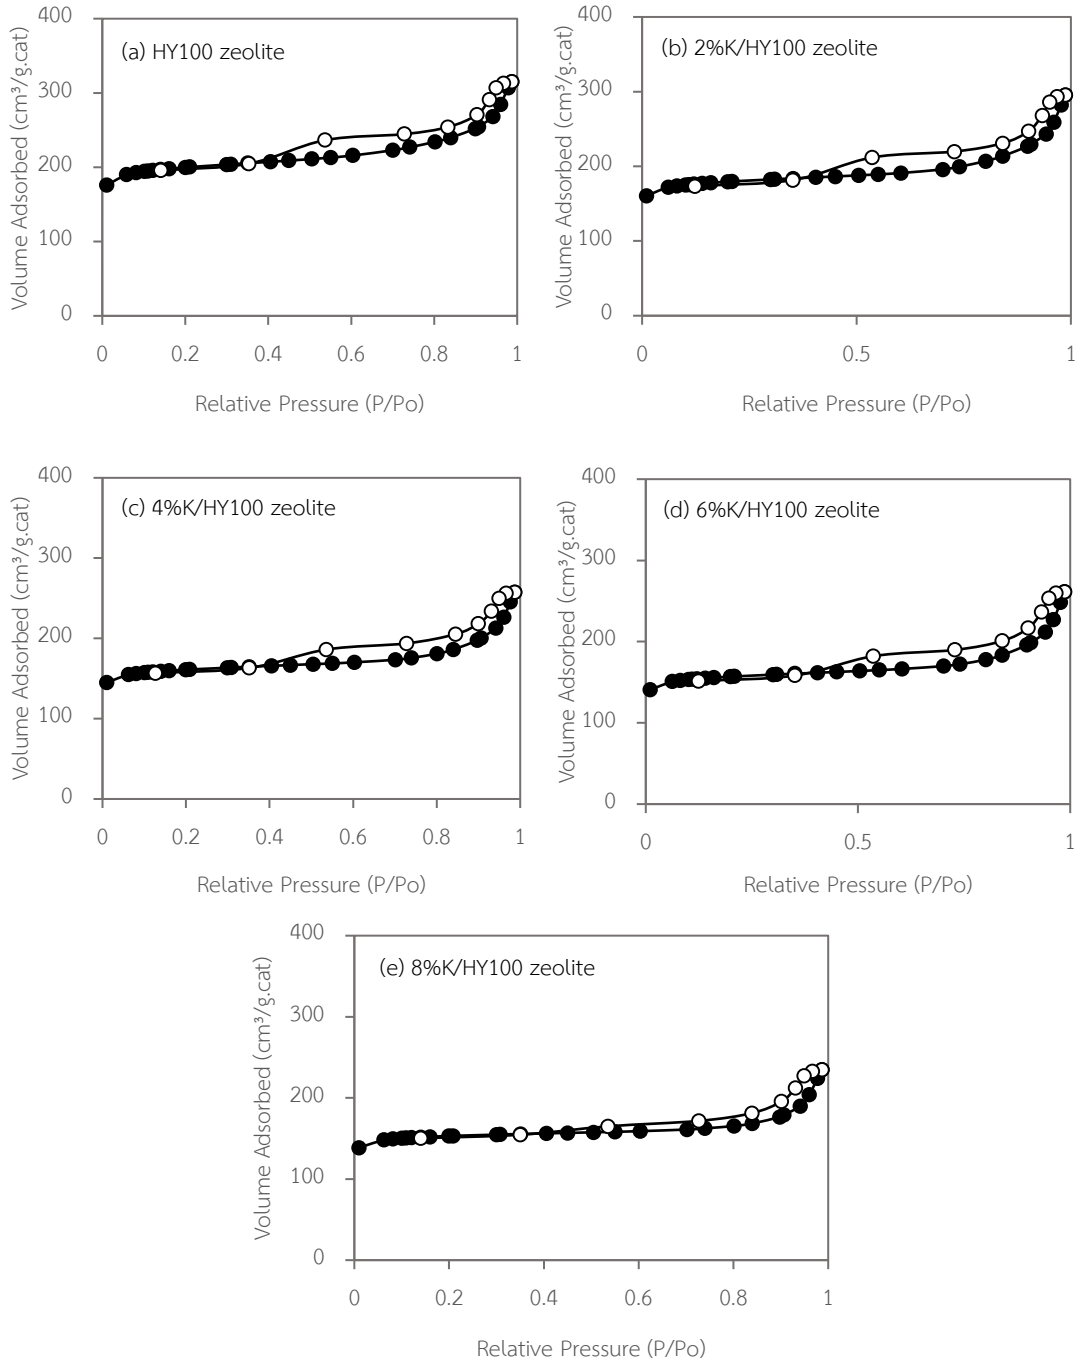 (a) HY100 zeolite
Volume Adsorbed (cm³/g.cat)
400
300
200
100
0
0 0.2 0.4 0.6 0.8 1
Relative Pressure (P/Po)
(b) 2%K/HY100 zeolite
Volume Adsorbed (cm³/g.cat)
400
300
200
100
0
0 0.5 1
Relative Pressure (P/Po)
(c) 4%K/HY100 zeolite
Volume Adsorbed (cm³/g.cat)
400
300
200
100
0
0 0.2 0.4 0.6 0.8 1
Relative Pressure (P/Po)
(d) 6%K/HY100 zeolite
Volume Adsorbed (cm³/g.cat)
400
300
200
100
0
0 0.5 1
Relative Pressure (P/Po)
(e) 8%K/HY100 zeolite
Volume Adsorbed (cm³/g.cat)
400
300
200
100
0
0 0.2 0.4 0.6 0.8 1
Relative Pressure (P/Po)